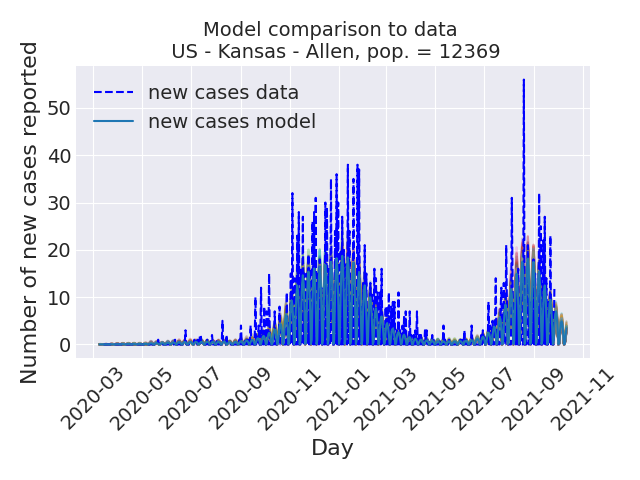 Model comparison to data
US - Kansas - Allen, pop. = 12369
new cases data
new cases model
Number of new cases reported
50
40
30
20
10
0
2020-03
2020-05
2020-07
2020-09
2020-11
2021-01
2021-03
2021-05
2021-07
2021-09
2021-11
Day